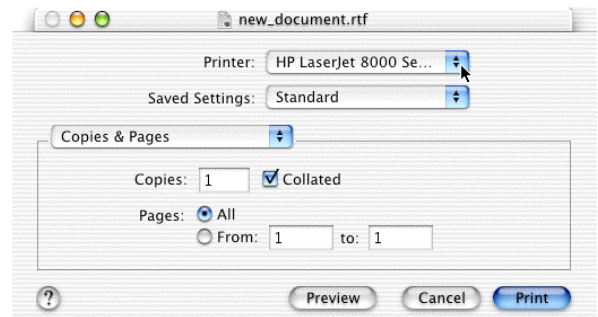 new_document.rtf
Printer: HP LaserJet 8000 Se...
Saved Settings: Standard
Copies & Pages
Copies: 1 Collated
Pages: All
From: 1 to: 1
? Preview Cancel Print